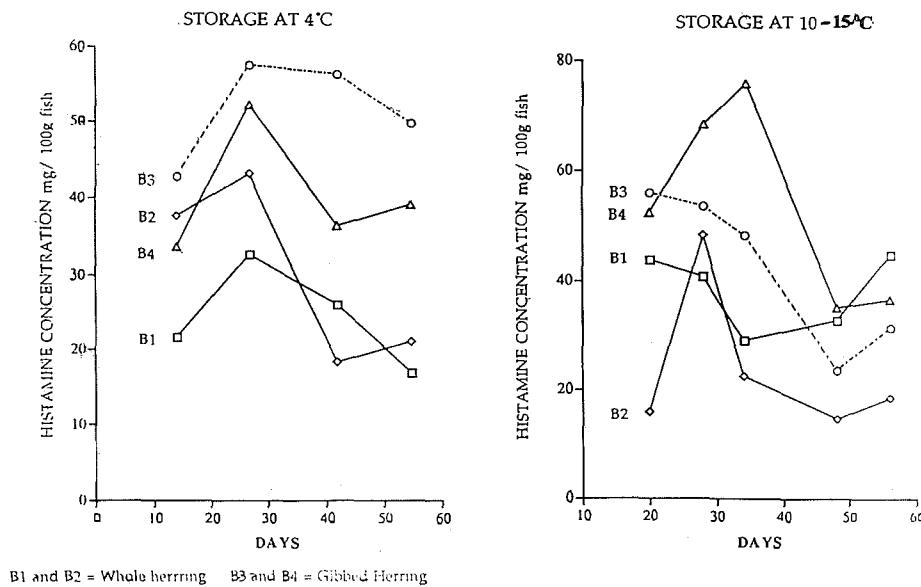 STORAGE AT 4°C
HISTAMINE CONCENTRATION mg/ 100g fish
60
50
40
30
20
10
0
B3
B2
B4
B1
0 10 20 30 40 50 60
DAYS
STORAGE AT 10-15^C
HISTAMINE CONCENTRATION mg/ 100g fish
80
60
40
20
0
B3
B4
B1
B2
10 20 30 40 50 60
DAYS
B1 and B2 = Whole herrring B3 and B4 = Gibbed Herring